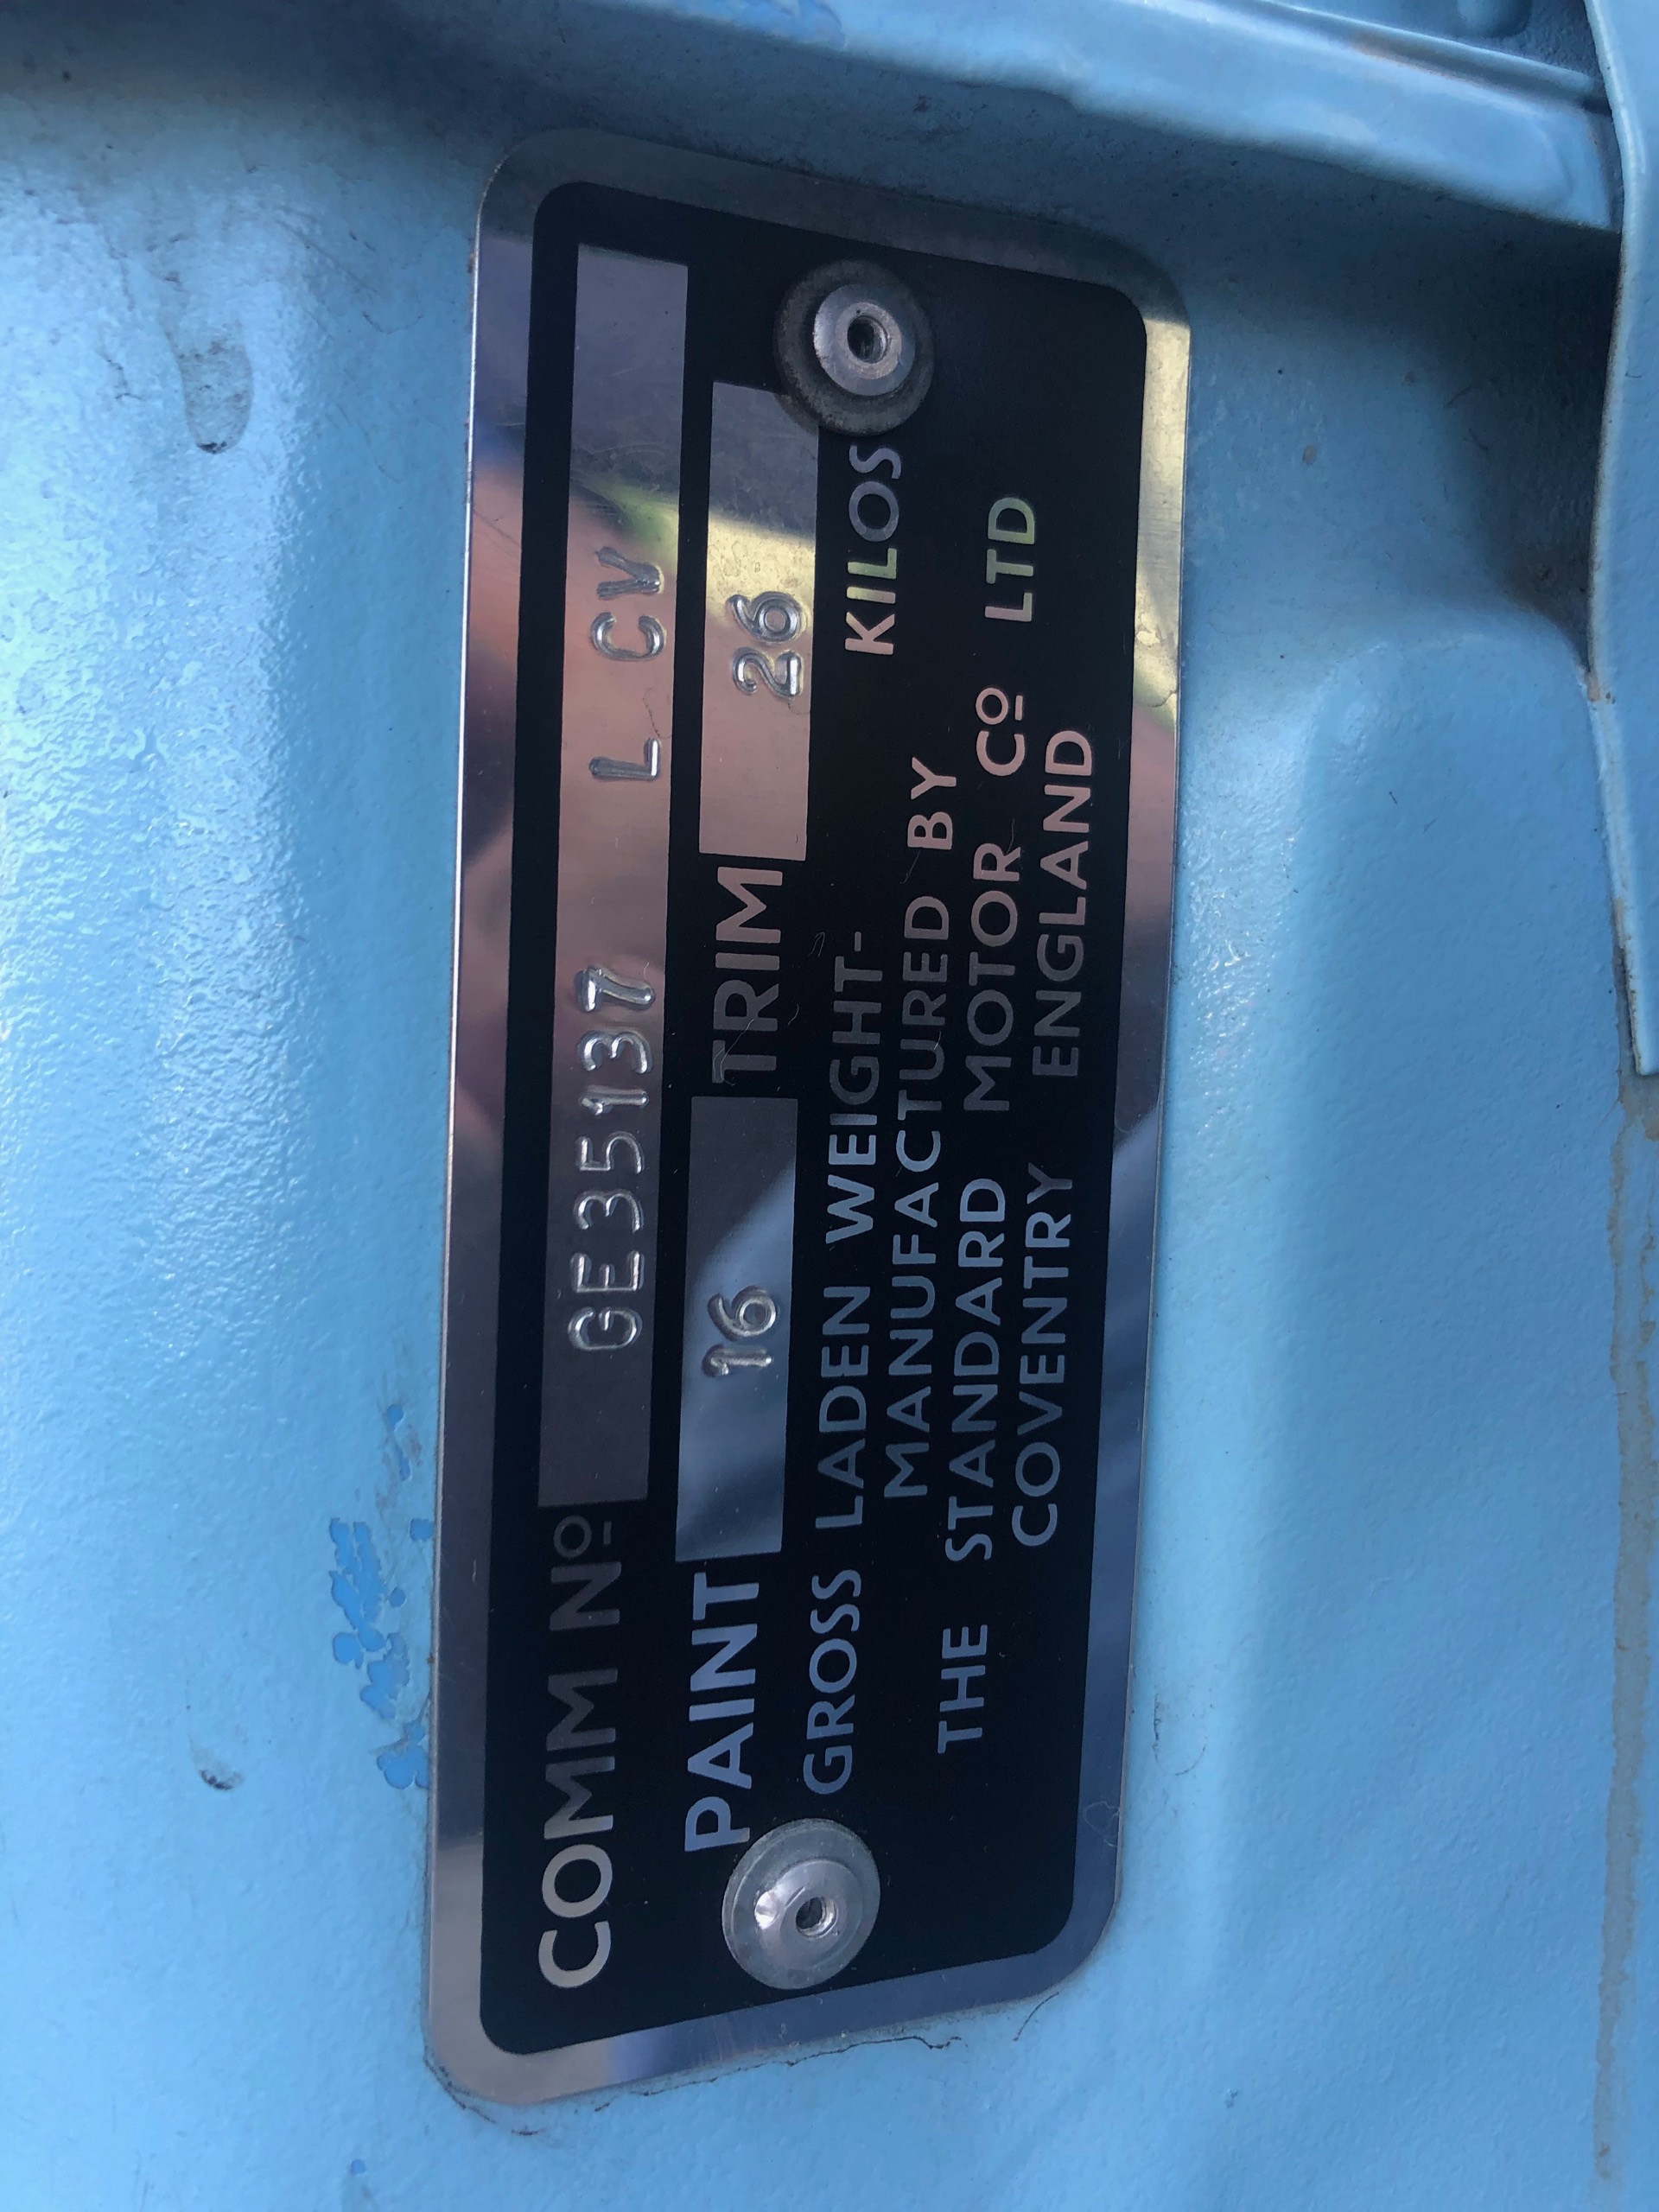 COMM Nº GE35137 L CV
PAINT 16 TRIM 26
GROSS LADEN WEIGHT- KILOS
MANUFACTURED BY
THE STANDARD MOTOR Cº LTD
COVENTRY ENGLAND